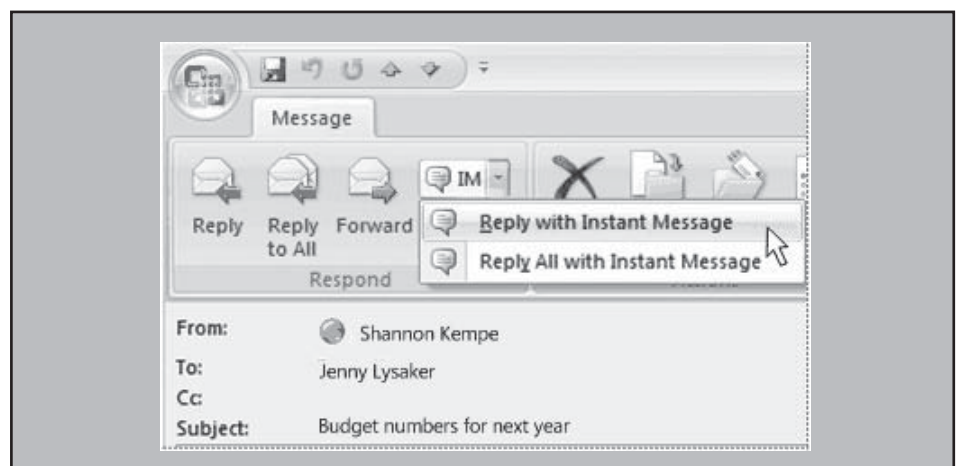 Message
IM
Reply
Reply
to All
Forward
Reply with Instant Message
Reply All with Instant Message
Respond
From: Shannon Kempe
To: Jenny Lysaker
Cc:
Subject: Budget numbers for next year